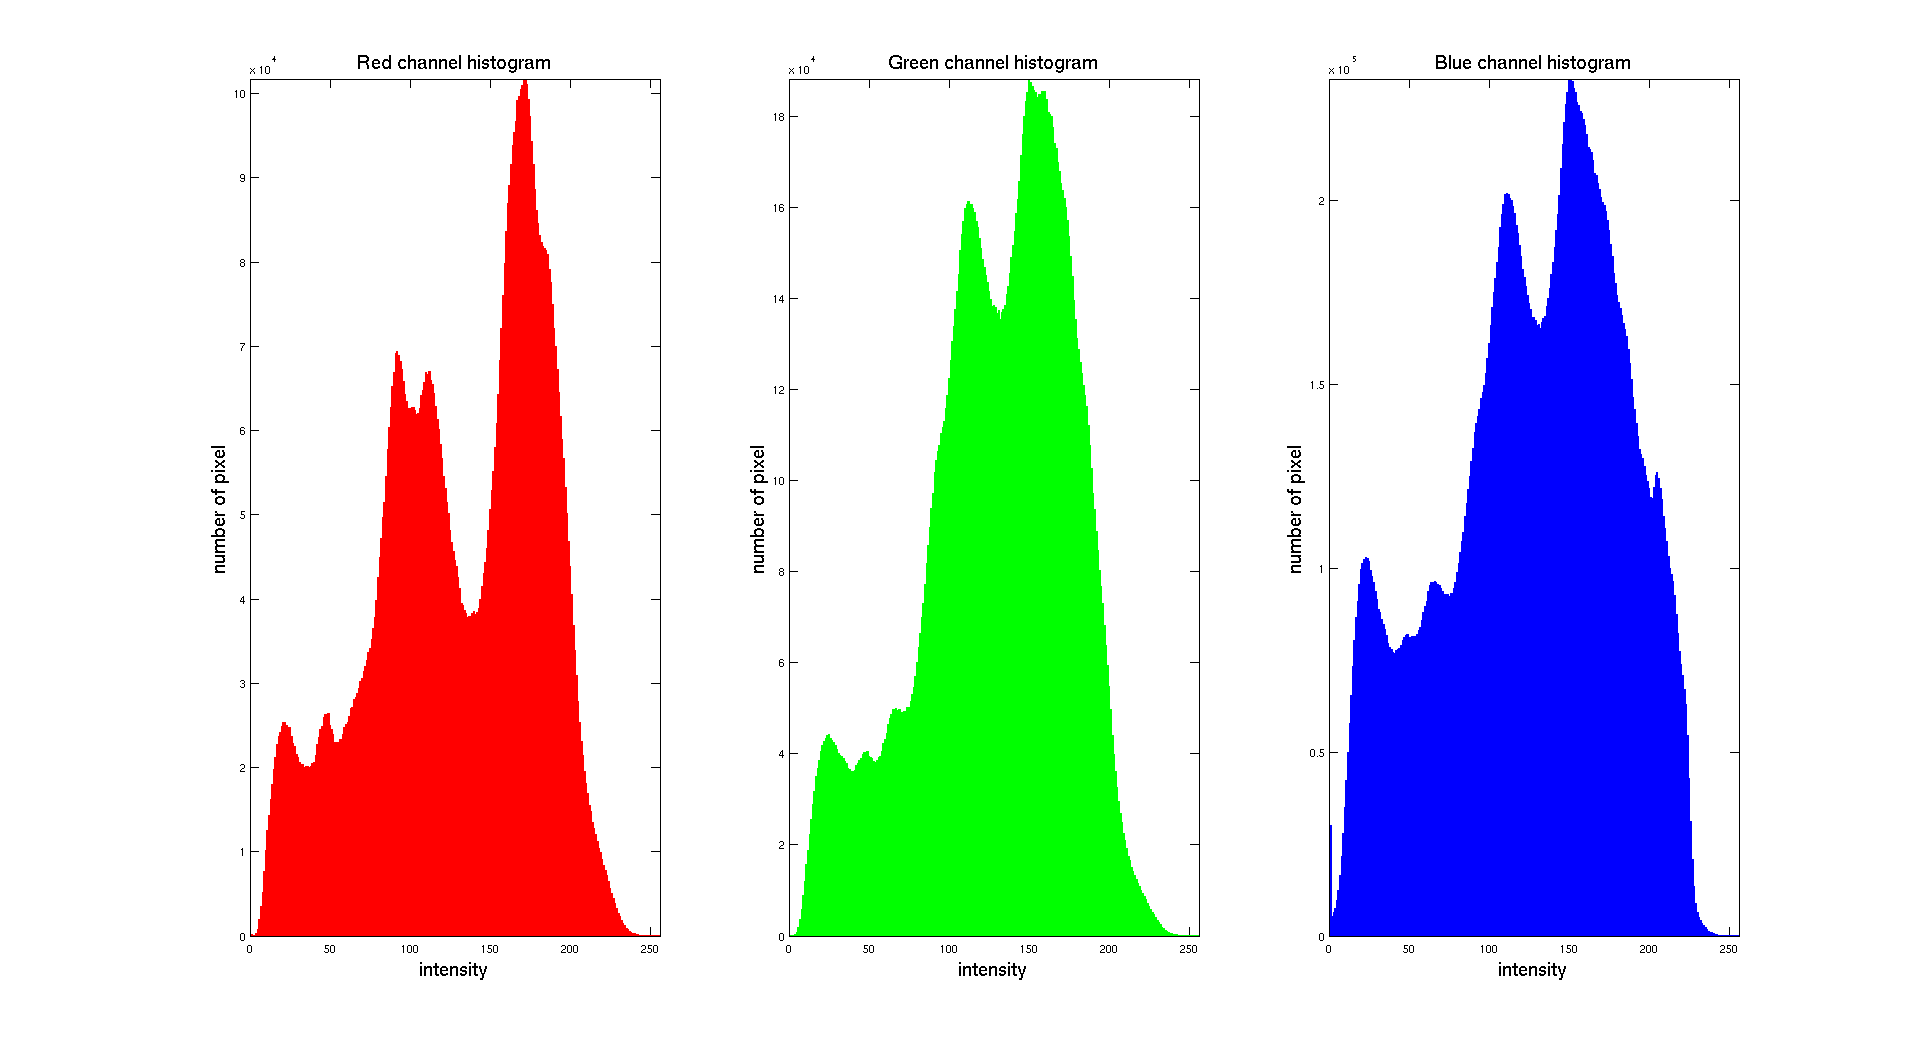 Red channel histogram
x 10 4
10
9
8
7
6
5
4
3
2
1
0
0 50 100 150 200 250
number of pixel
intensity
Green channel histogram
x 10 4
18
16
14
12
10
8
6
4
2
0
0 50 100 150 200 250
number of pixel
intensity
Blue channel histogram
x 10 5
2
1.5
1
0.5
0
0 50 100 150 200 250
number of pixel
intensity